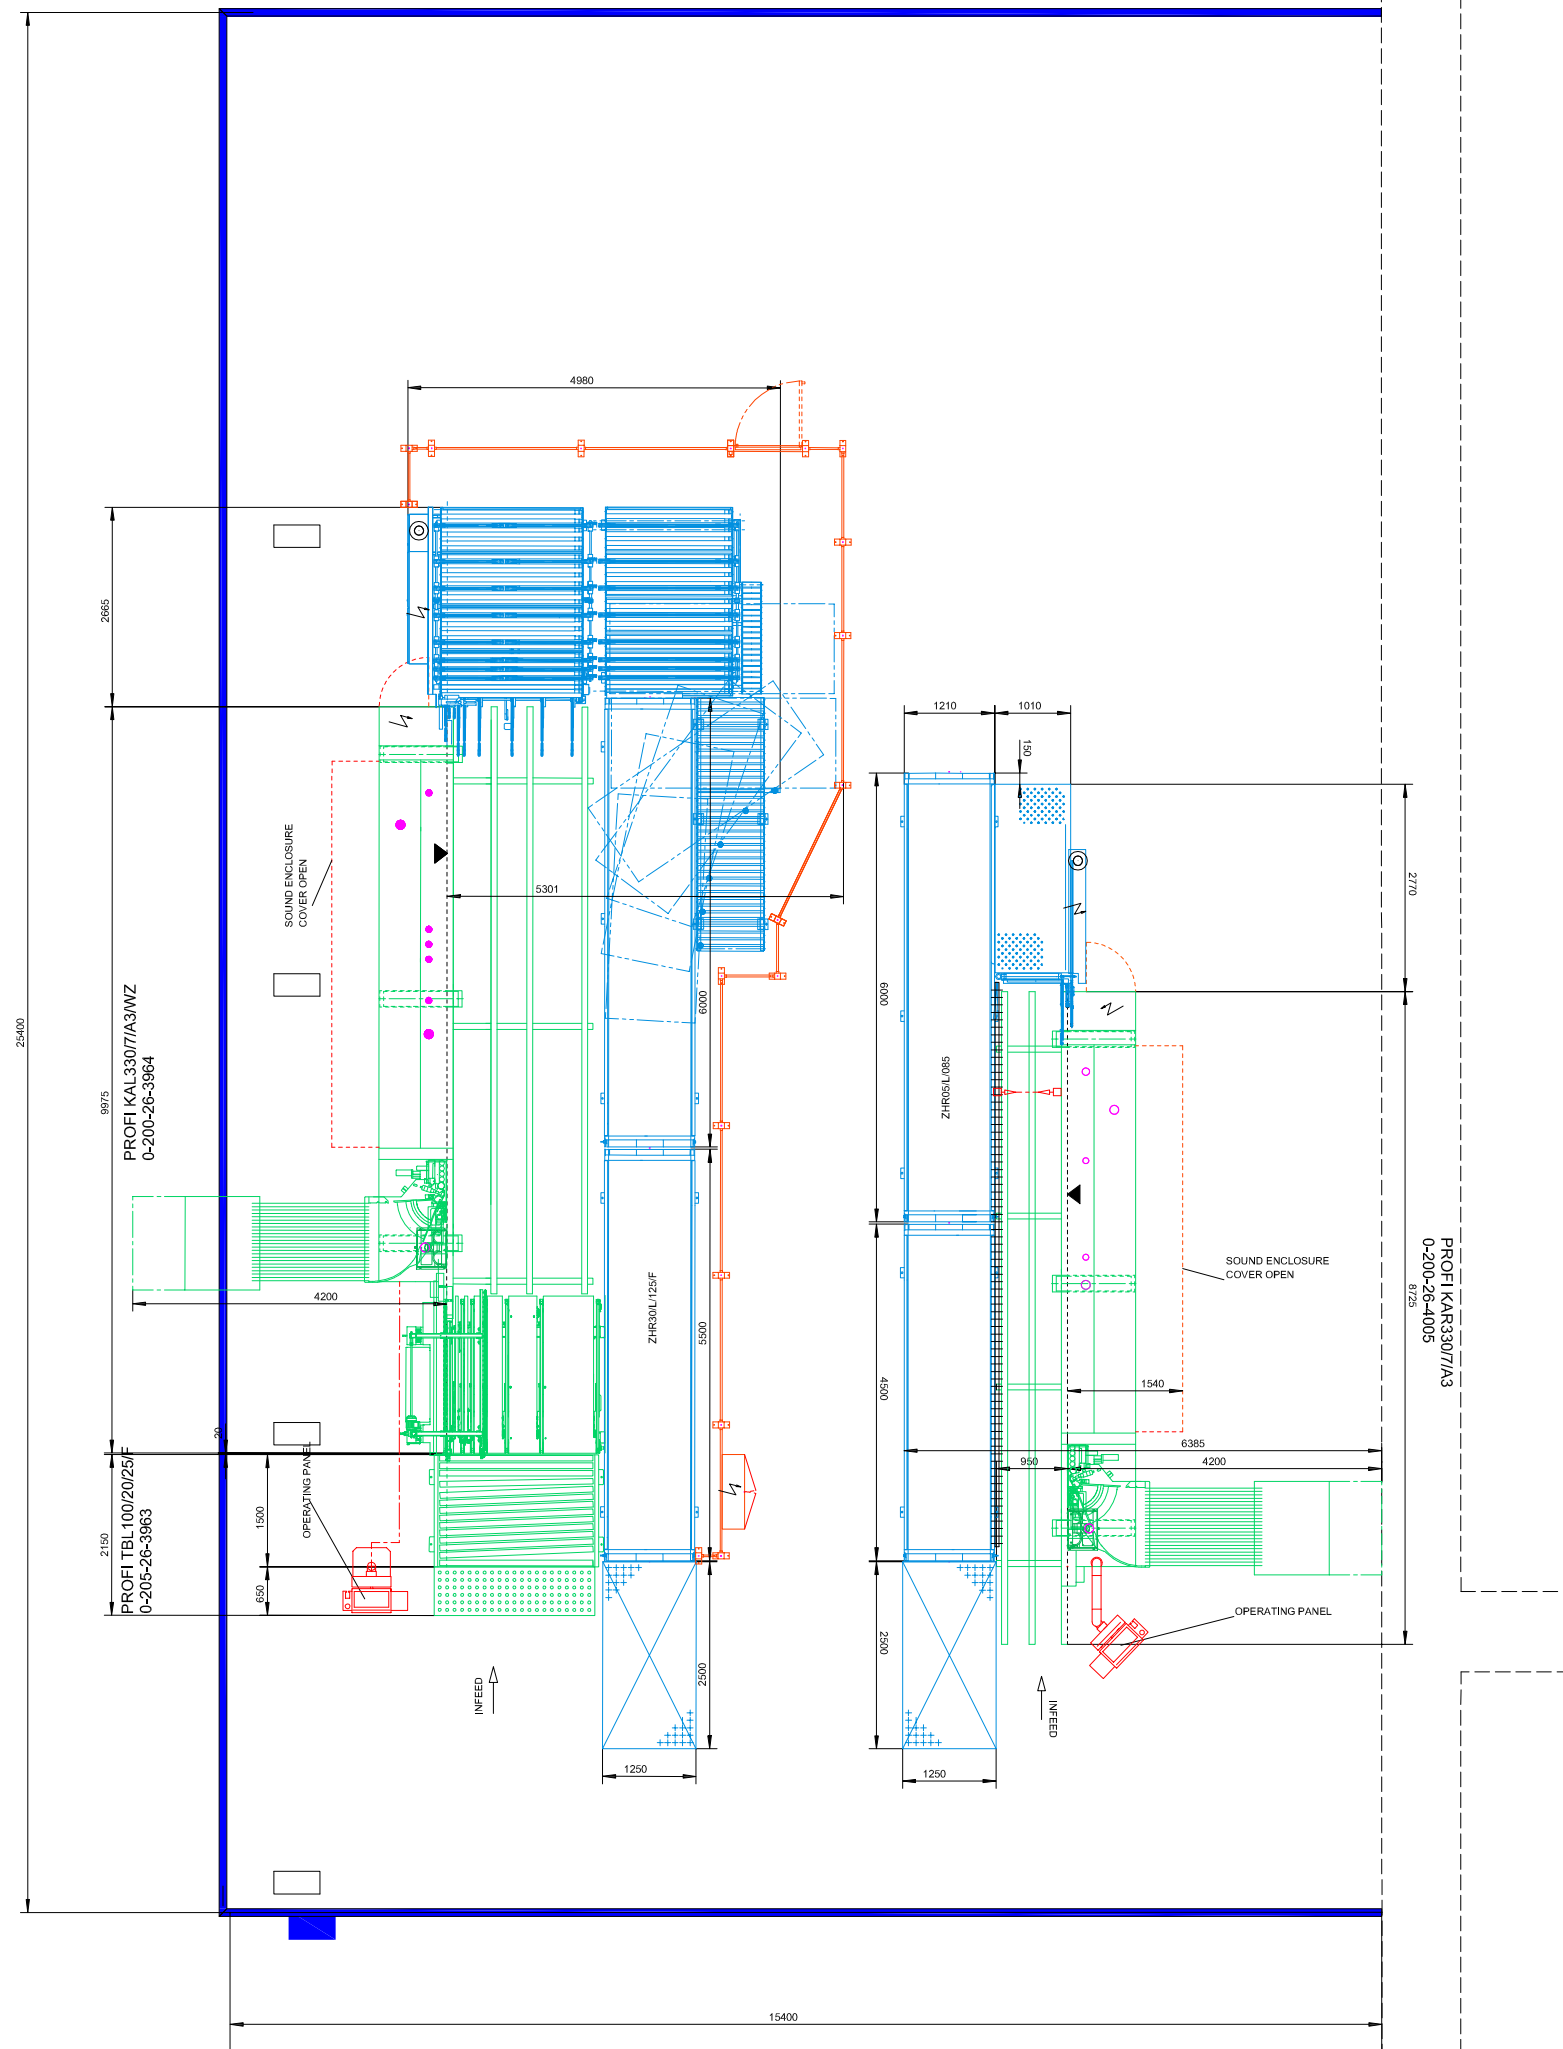 4980
2665
1210
1010
150
SOUND ENCLOSURE
COVER OPEN
5301
2770
6000
6000
25400
9975
PROFI KAL330/7/A3/WZ
0-200-26-3964
ZHR05/L/085
SOUND ENCLOSURE
COVER OPEN
PROFI KAR330/7/A3
0-200-26-4005
8725
4200
ZHR30/L/125/F
5500
4500
1540
20
6385
950
4200
OPERATING PANEL
1500
2150
650
PROFI TBL100/20/25/F
0-205-26-3963
OPERATING PANEL
INFEED
2500
2500
INFEED
1250
1250
15400